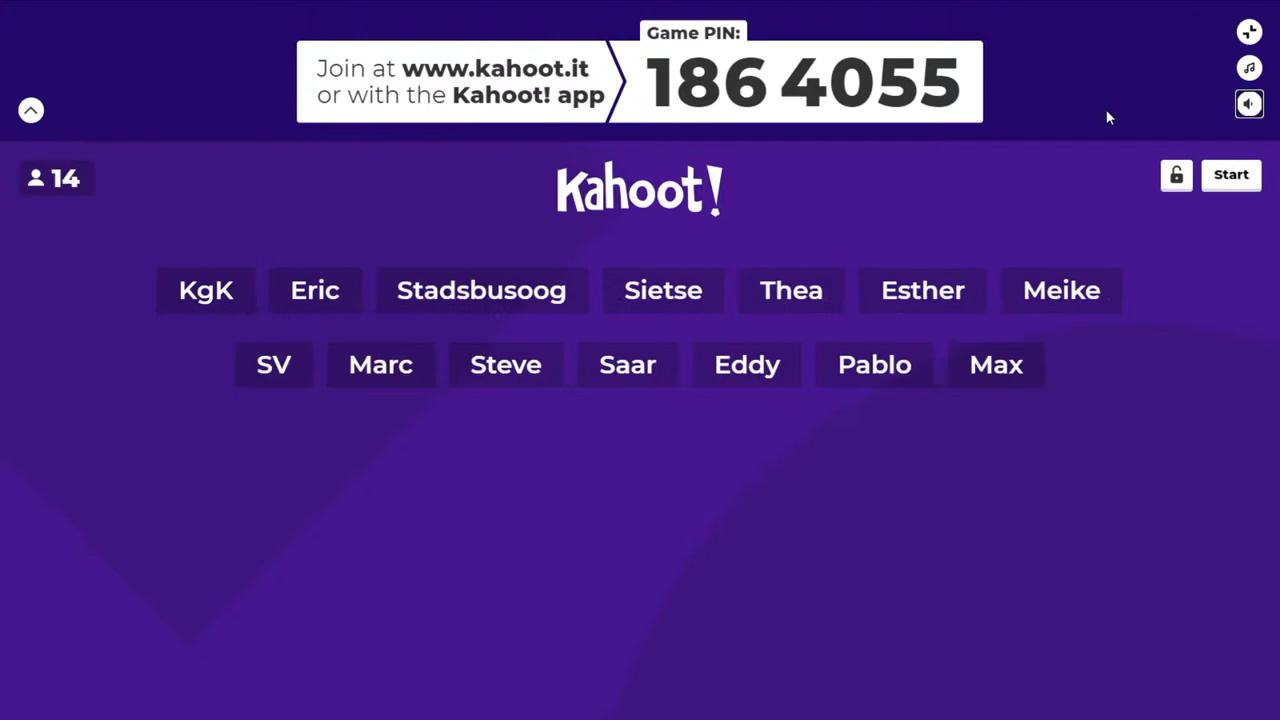 Game PIN:
Join at www.kahoot.it
or with the Kahoot! app
186 4055
14
Kahoot!
Start
KgK Eric Stadsbusoog Sietse Thea Esther Meike
SV Marc Steve Saar Eddy Pablo Max